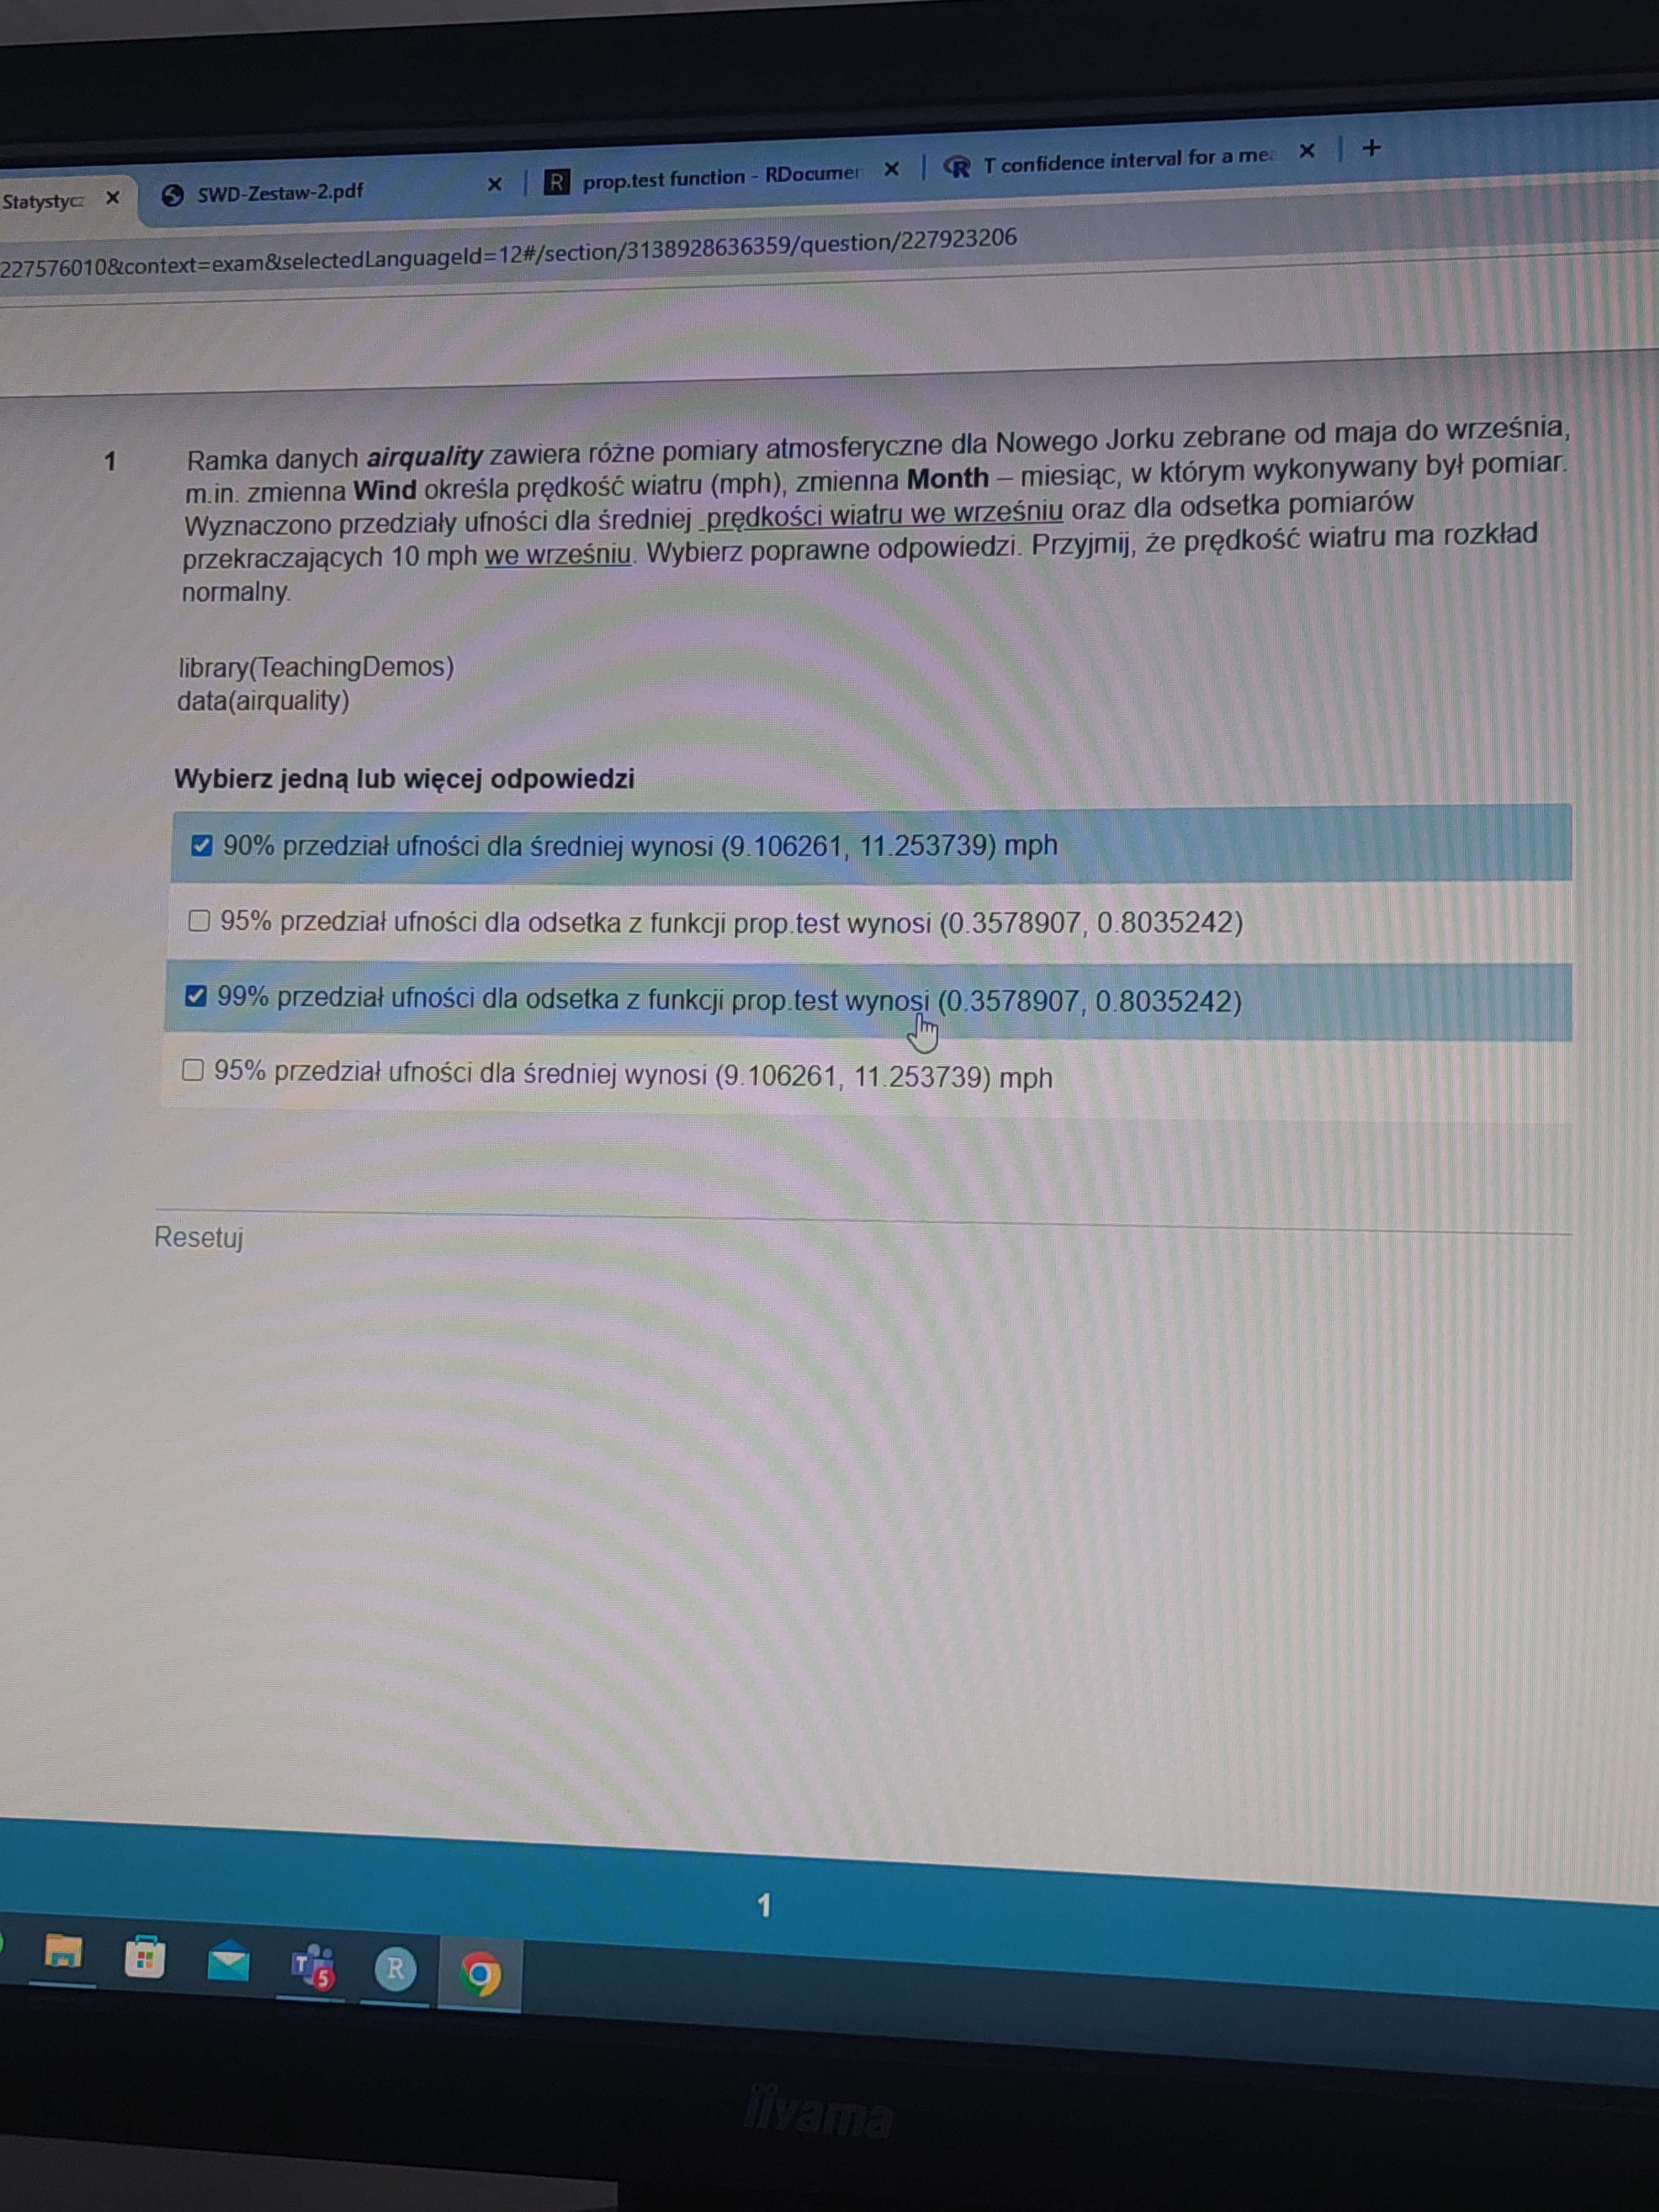 Statystycz
SWD-Zestaw-2.pdf
R prop.test function - RDocumen
R T confidence interval for a mea
227576010&context=exam&selectedLanguageId=12#/section/3138928636359/question/227923206
1
Ramka danych airquality zawiera różne pomiary atmosferyczne dla Nowego Jorku zebrane od maja do września,
m.in. zmienna Wind określa prędkość wiatru (mph), zmienna Month – miesiąc, w którym wykonywany był pomiar.
Wyznaczono przedziały ufności dla średniej prędkości wiatru we wrześniu oraz dla odsetka pomiarów
przekraczających 10 mph we wrześniu. Wybierz poprawne odpowiedzi. Przyjmij, że prędkość wiatru ma rozkład
normalny.
library(TeachingDemos)
data(airquality)
Wybierz jedną lub więcej odpowiedzi
90% przedział ufności dla średniej wynosi (9.106261, 11.253739) mph
95% przedział ufności dla odsetka z funkcji prop.test wynosi (0.3578907, 0.8035242)
99% przedział ufności dla odsetka z funkcji prop.test wynosi (0.3578907, 0.8035242)
95% przedział ufności dla średniej wynosi (9.106261, 11.253739) mph
Resetuj
1
T 5
R
iiyama